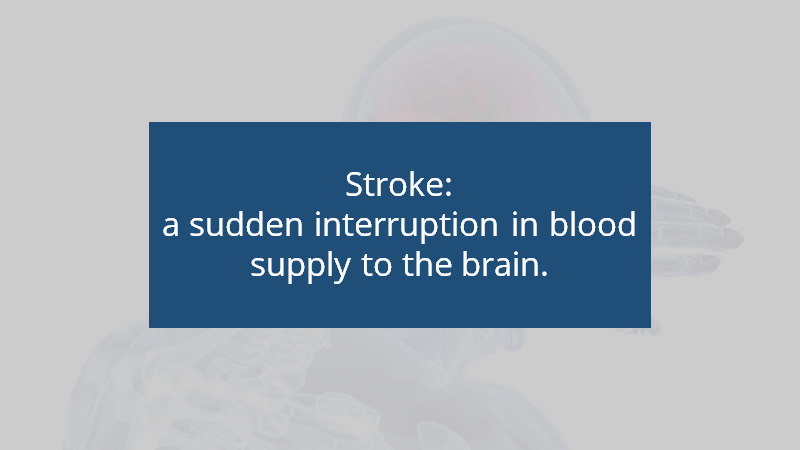 Stroke:
a sudden interruption in blood
supply to the brain.